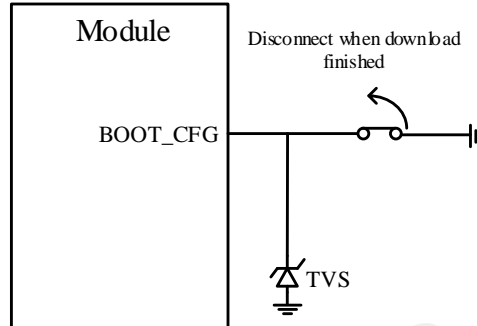 Module
Disconnect when download
finished
BOOT_CFG
TVS